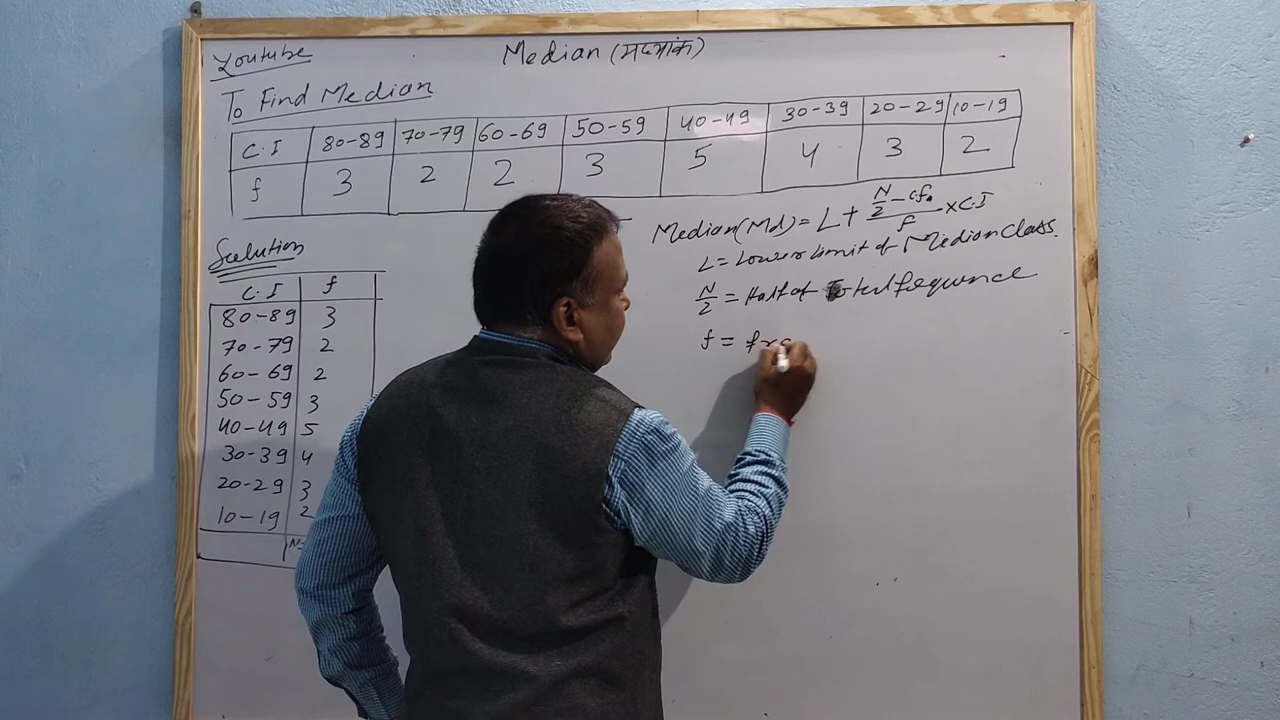 Youtube
Median (मध्यांक)
To Find Median
C.I 80-89 70-79 60-69 50-59 40-49 30-39 20-29 10-19
f 3 2 2 3 5 4 3 2
Solution
C.I f
80-89 3
70-79 2
60-69 2
50-59 3
40-49 5
30-39 4
20-29 3
10-19 2
N-
Median(Md) = L + (N/2 - cf)/f × C.I
L = Lower limit of Median Class.
N/2 = Half of Total
f =